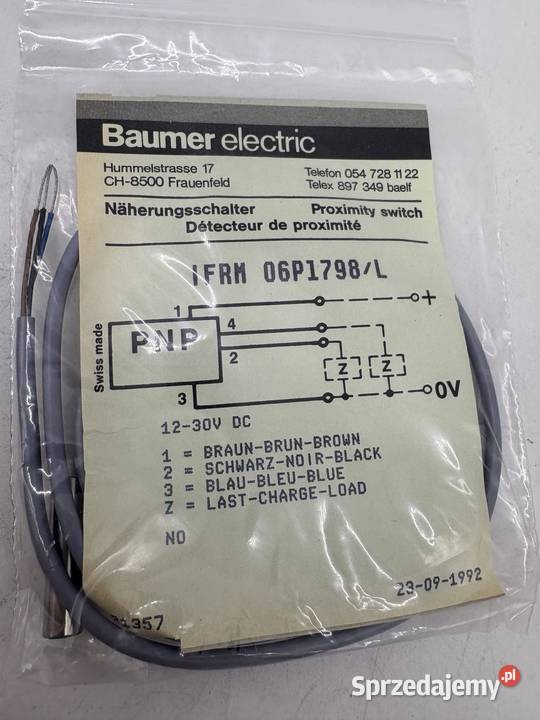 Baumer electric
Hummelstrasse 17
CH-8500 Frauenfeld
Telefon 054 728 11 22
Telex 897 349 baelf
Näherungsschalter Proximity switch
Détecteur de proximité
IFRM 06P1798/L
1 +
4
PNP
2
Z Z
Swiss made
3 0V
12-30V DC
1 = BRAUN-BRUN-BROWN
2 = SCHWARZ-NOIR-BLACK
3 = BLAU-BLEU-BLUE
Z = LAST-CHARGE-LOAD
NO
23-09-1992
Sprzedajemy.pl